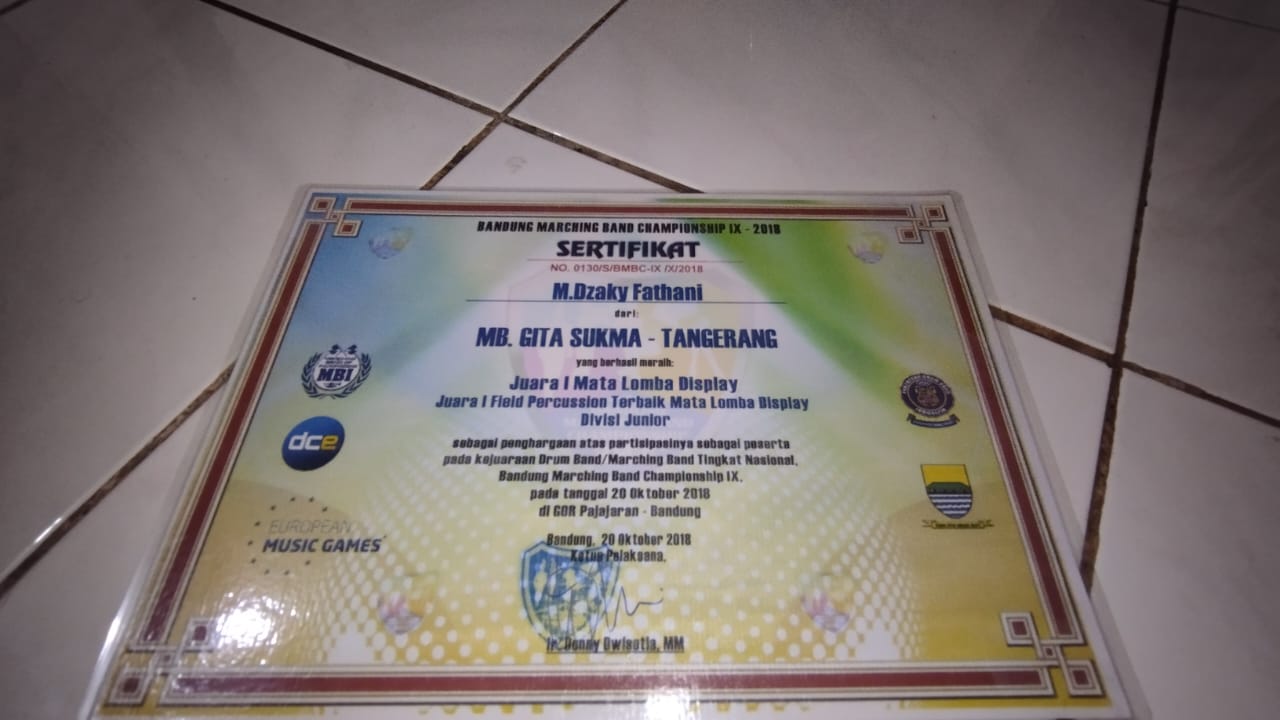 BANDUNG MARCHING BAND CHAMPIONSHIP IX - 2018
SERTIFIKAT
NO. 0130/S/BMBC-IX /X/2018
M.Dzaky Fathani
dari:
MB. GITA SUKMA - TANGERANG
yang berhasil meraih:
Juara I Mata Lomba Display
Juara I Field Percussion Terbaik Mata Lomba Display
Divisi Junior
sebagai penghargaan atas partisipasinya sebagai peserta
pada kejuaraan Drum Band/Marching Band Tingkat Nasional,
Bandung Marching Band Championship IX,
pada tanggal 20 Oktober 2018
di GOR Pajajaran - Bandung
Bandung, 20 Oktober 2018
Ketua Pelaksana,
Ir. Denny Dwisetia, MM
MBI
dce
EUROPEAN
MUSIC GAMES